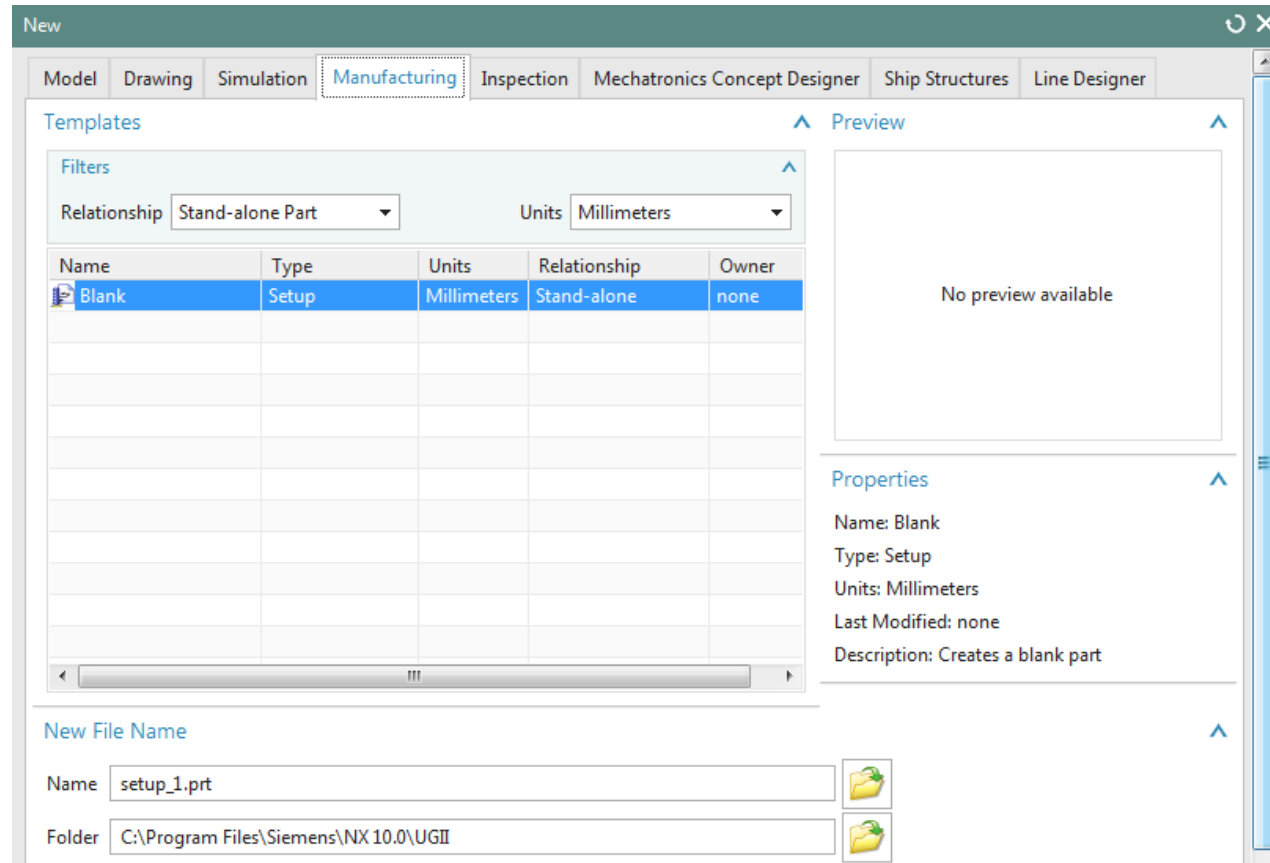 New
Model Drawing Simulation Manufacturing Inspection Mechatronics Concept Designer Ship Structures Line Designer
Templates
Filters
Relationship Stand-alone Part Units Millimeters
Name Type Units Relationship Owner
Blank Setup Millimeters Stand-alone none
Preview
No preview available
Properties
Name: Blank
Type: Setup
Units: Millimeters
Last Modified: none
Description: Creates a blank part
New File Name
Name setup_1.prt
Folder C:\Program Files\Siemens\NX 10.0\UGII